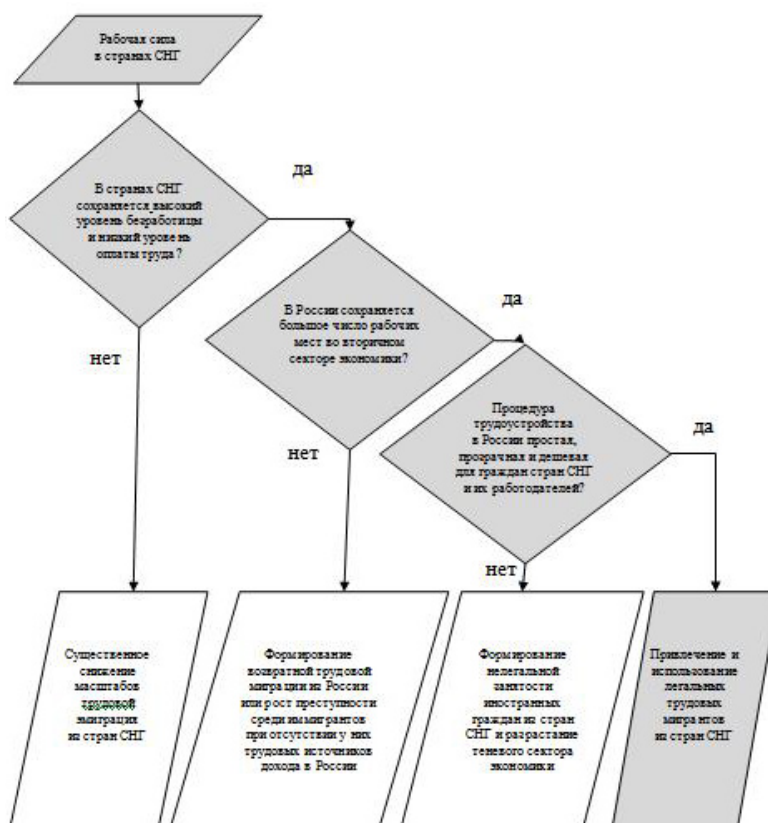 Рабочая сила
в странах СНГ
да
В странах СНГ
сохраняется высокий
уровень безработицы
и низкий уровень
оплаты труда?
да
В России сохраняется
большое число рабочих
мест во вторичном
секторе экономики?
нет
Процедура
трудоустройства
в России простая,
прозрачная и дешевая
для граждан стран СНГ
и их работодателей?
да
нет
нет
Существенное
снижение
масштабов
трудовой
эмиграция
из стран СНГ
Формирование
возвратной трудовой
миграции из России
или рост преступности
среди иммигрантов
при отсутствии у них
трудовых источников
дохода в России
Формирование
нелегальной
занятости
иностранных
граждан из стран
СНГ и разрастание
теневого сектора
экономики
Привлечение и
использование
легальных
трудовых
мигрантов
из стран СНГ